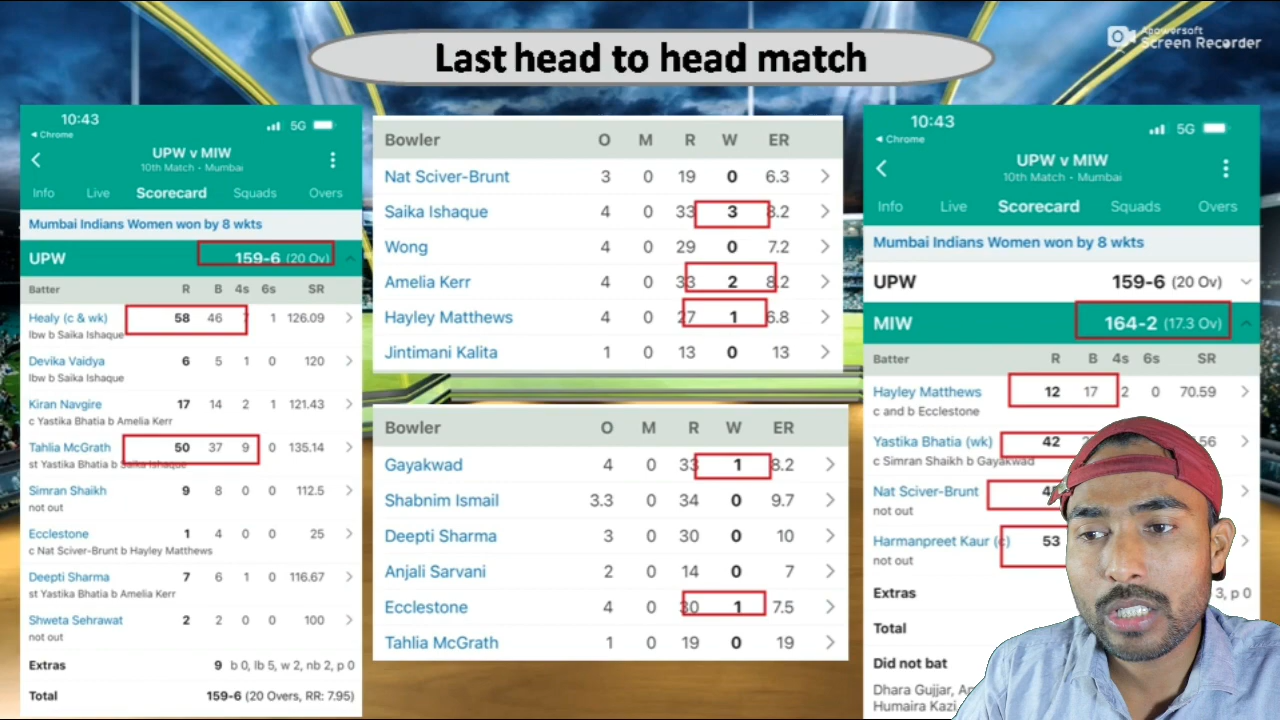 Apowersoft
Screen Recorder
Last head to head match
10:43
5G
Chrome
UPW v MIW
10th Match - Mumbai
Info Live Scorecard Squads Overs
Mumbai Indians Women won by 8 wkts
UPW 159-6 (20 Ov)
Batter R B 4s 6s SR
Healy (c & wk) 58 46 1 126.09
lbw b Saika Ishaque
Devika Vaidya 6 5 1 0 120
lbw b Saika Ishaque
Kiran Navgire 17 14 2 1 121.43
c Yastika Bhatia b Amelia Kerr
Tahlia McGrath 50 37 9 0 135.14
st Yastika Bhatia b Saika Ishaque
Simran Shaikh 9 8 0 0 112.5
not out
Ecclestone 1 4 0 0 25
c Nat Sciver-Brunt b Hayley Matthews
Deepti Sharma 7 6 1 0 116.67
st Yastika Bhatia b Amelia Kerr
Shweta Sehrawat 2 2 0 0 100
not out
Extras 9 b 0, lb 5, w 2, nb 2, p 0
Total 159-6 (20 Overs, RR: 7.95)
Bowler O M R W ER
Nat Sciver-Brunt 3 0 19 0 6.3
Saika Ishaque 4 0 33 3 8.2
Wong 4 0 29 0 7.2
Amelia Kerr 4 0 33 2 8.2
Hayley Matthews 4 0 27 1 6.8
Jintimani Kalita 1 0 13 0 13
Bowler O M R W ER
Gayakwad 4 0 33 1 8.2
Shabnim Ismail 3.3 0 34 0 9.7
Deepti Sharma 3 0 30 0 10
Anjali Sarvani 2 0 14 0 7
Ecclestone 4 0 30 1 7.5
Tahlia McGrath 1 0 19 0 19
10:43
5G
Chrome
UPW v MIW
10th Match - Mumbai
Info Live Scorecard Squads Overs
Mumbai Indians Women won by 8 wkts
UPW 159-6 (20 Ov)
MIW 164-2 (17.3 Ov)
Batter R B 4s 6s SR
Hayley Matthews 12 17 2 0 70.59
c and b Ecclestone
Yastika Bhatia (wk) 42
c Simran Shaikh b Gayakwad
Nat Sciver-Brunt
not out
Harmanpreet Kaur (c) 53
not out
Extras 3, p 0
Total
Did not bat
Dhara Gujjar,
Humaira Kazi,